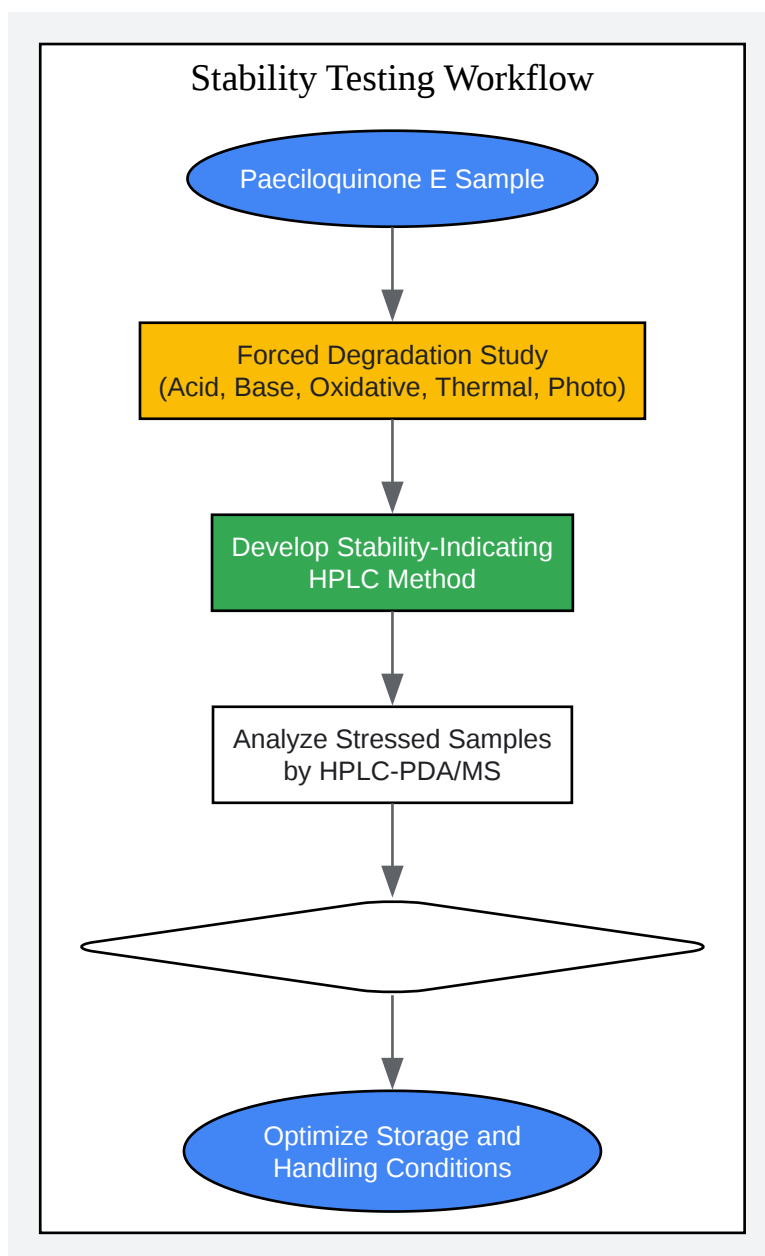 Stability Testing Workflow
Paeciloquinone E Sample
Forced Degradation Study
(Acid, Base, Oxidative, Thermal, Photo)
Develop Stability-Indicating
HPLC Method
Analyze Stressed Samples
by HPLC-PDA/MS
Optimize Storage and
Handling Conditions